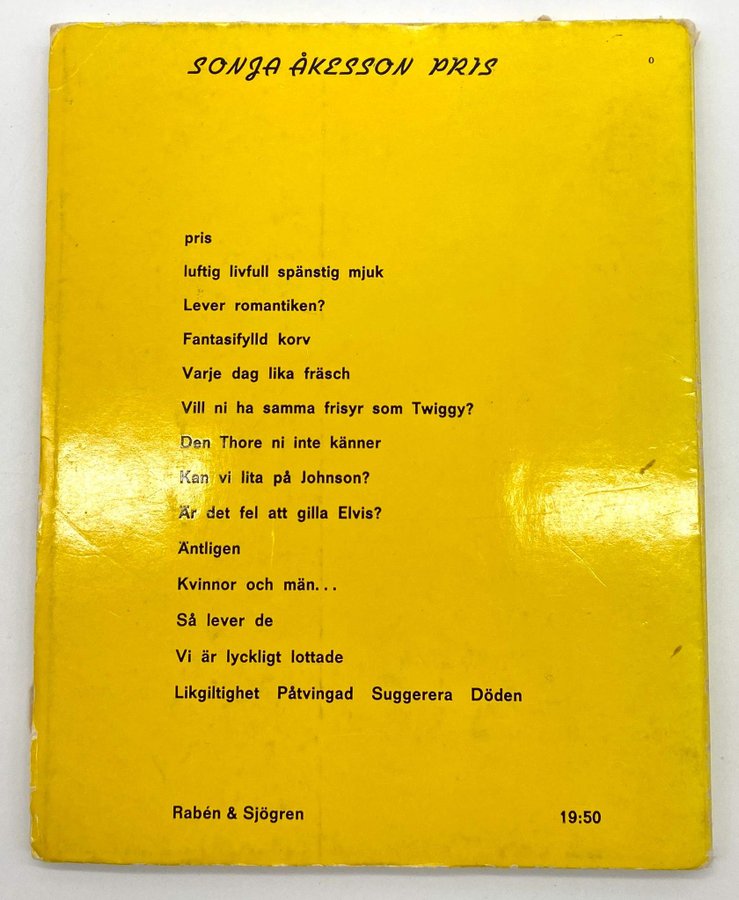 SONJA ÅKESSON PRIS
0
pris
luftig livfull spänstig mjuk
Lever romantiken?
Fantasifylld korv
Varje dag lika fräsch
Vill ni ha samma frisyr som Twiggy?
Den Thore ni inte känner
Kan vi lita på Johnson?
Är det fel att gilla Elvis?
Äntligen
Kvinnor och män...
Så lever de
Vi är lyckligt lottade
Likgiltighet Påtvingad Suggerera Döden
Rabén & Sjögren 19:50